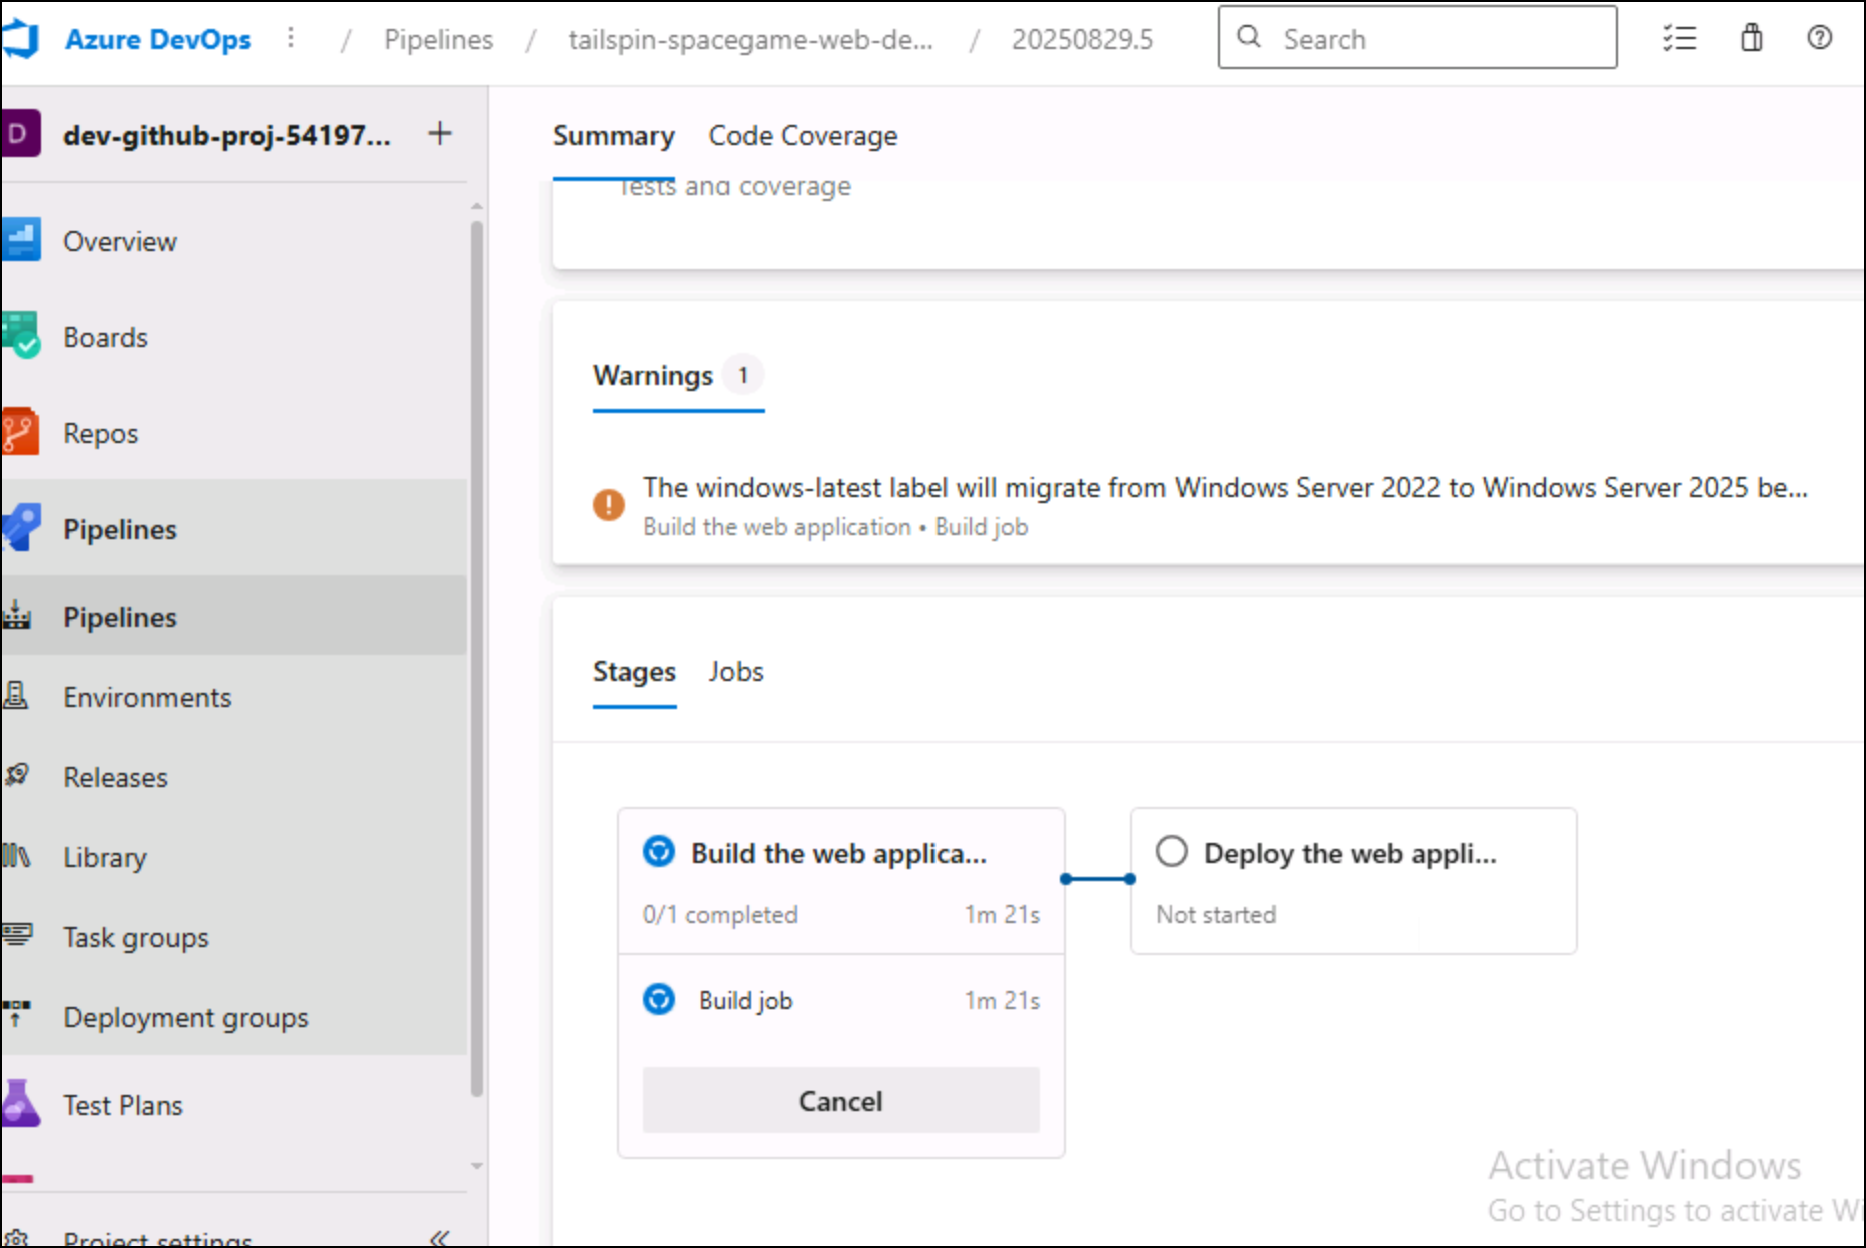 Azure DevOps / Pipelines / tailspin-spacegame-web-de... / 20250829.5 Search
D dev-github-proj-54197... +
Summary Code Coverage
Tests and coverage
Overview
Boards
Repos
Pipelines
Pipelines
Environments
Releases
Library
Task groups
Deployment groups
Test Plans
Project settings
Warnings 1
The windows-latest label will migrate from Windows Server 2022 to Windows Server 2025 be...
Build the web application • Build job
Stages Jobs
Build the web applica...
0/1 completed 1m 21s
Build job 1m 21s
Cancel
Deploy the web appli...
Not started
Activate Windows
Go to Settings to activate Wi